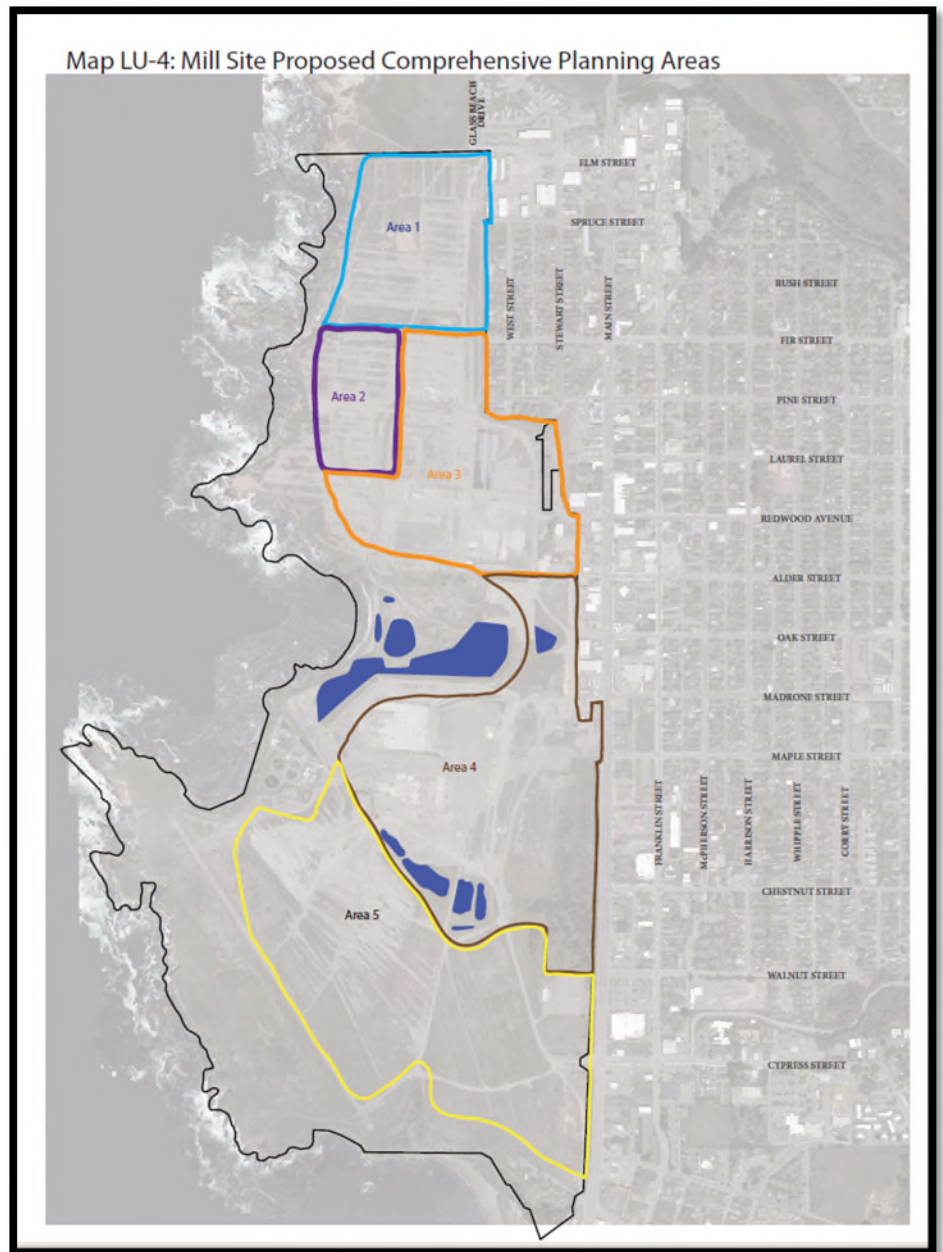 Map LU-4: Mill Site Proposed Comprehensive Planning Areas
GLASS BEACH
DRIVE
ELM STREET
SPRUCE STREET
Area 1
BUSH STREET
WEST STREET
STEWART STREET
MAIN STREET
FIR STREET
Area 2
PINE STREET
LAUREL STREET
Area 3
REDWOOD AVENUE
ALDER STREET
OAK STREET
MADRONE STREET
MAPLE STREET
Area 4
FRANKLIN STREET
McPHERSON STREET
HARRISON STREET
WHIPPLE STREET
CORRY STREET
CHESTNUT STREET
Area 5
WALNUT STREET
CYPRESS STREET